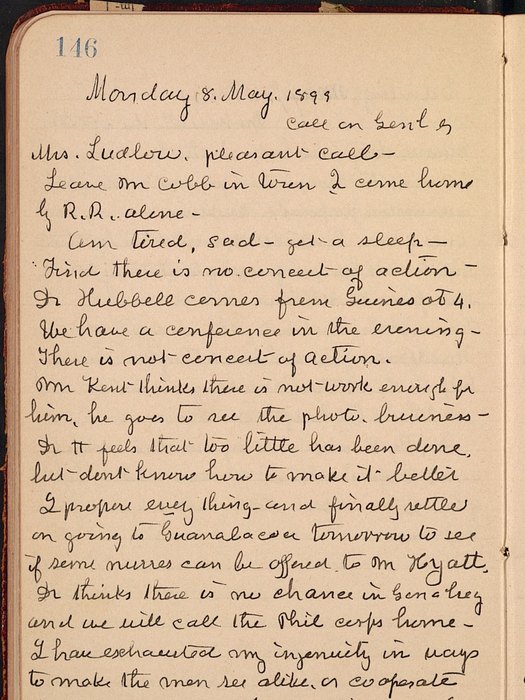 146
Monday 8. May. 1899
Call on Genl &
Mrs. Ludlow. pleasant call -
Leave Mr Cobb in town I come home
by R.R. alone -
Am tired, sad - get a sleep -
Find there is no concert of action -
Dr Hubbell comes from Guines at 4.
We have a conference in the evening -
There is not concert of action.
Mr Kent thinks there is not work enough for
him, he goes to see the photo. business -
Dr H feels that too little has been done,
but dont know how to make it better
I propose every thing - and finally settle
on going to Guanabacoa tomorrow to see
if some nurses can be offered to Mr Hyatt,
Dr thinks there is no chance in
and we will call the Phil corps home -
I have exhausted my ingenuity in ways
to make the men see alike, or cooperate